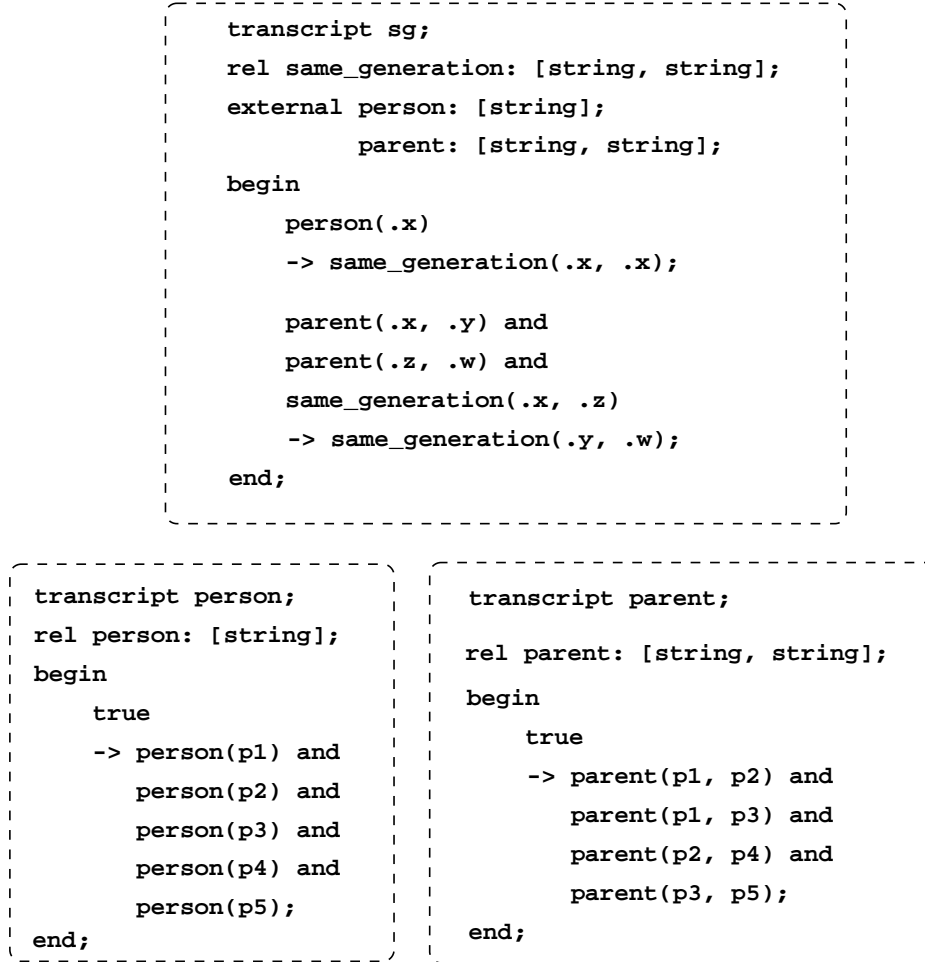 transcript sg;
rel same_generation: [string, string];
external person: [string];
parent: [string, string];
begin
person(.x)
-> same_generation(.x, .x);
parent(.x, .y) and
parent(.z, .w) and
same_generation(.x, .z)
-> same_generation(.y, .w);
end;
transcript person;
rel person: [string];
begin
true
-> person(p1) and
person(p2) and
person(p3) and
person(p4) and
person(p5);
end;
transcript parent;
rel parent: [string, string];
begin
true
-> parent(p1, p2) and
parent(p1, p3) and
parent(p2, p4) and
parent(p3, p5);
end;